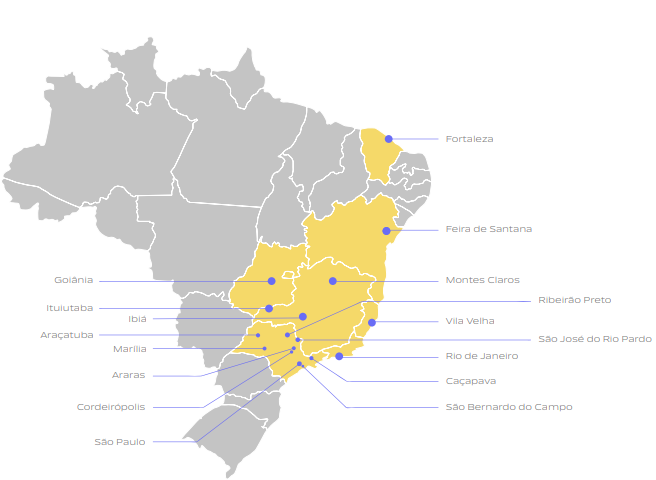 Fortaleza
Feira de Santana
Goiânia
Montes Claros
Ribeirão Preto
Ituiutaba
Ibiá
Vila Velha
Araçatuba
São José do Rio Pardo
Marília
Rio de Janeiro
Araras
Caçapava
Cordeirópolis
São Bernardo do Campo
São Paulo